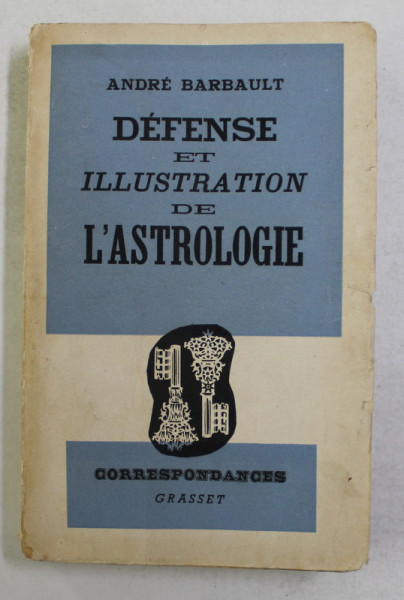 ANDRÉ BARBAULT
DÉFENSE
ET
ILLUSTRATION
DE
L'ASTROLOGIE
CORRESPONDANCES
GRASSET